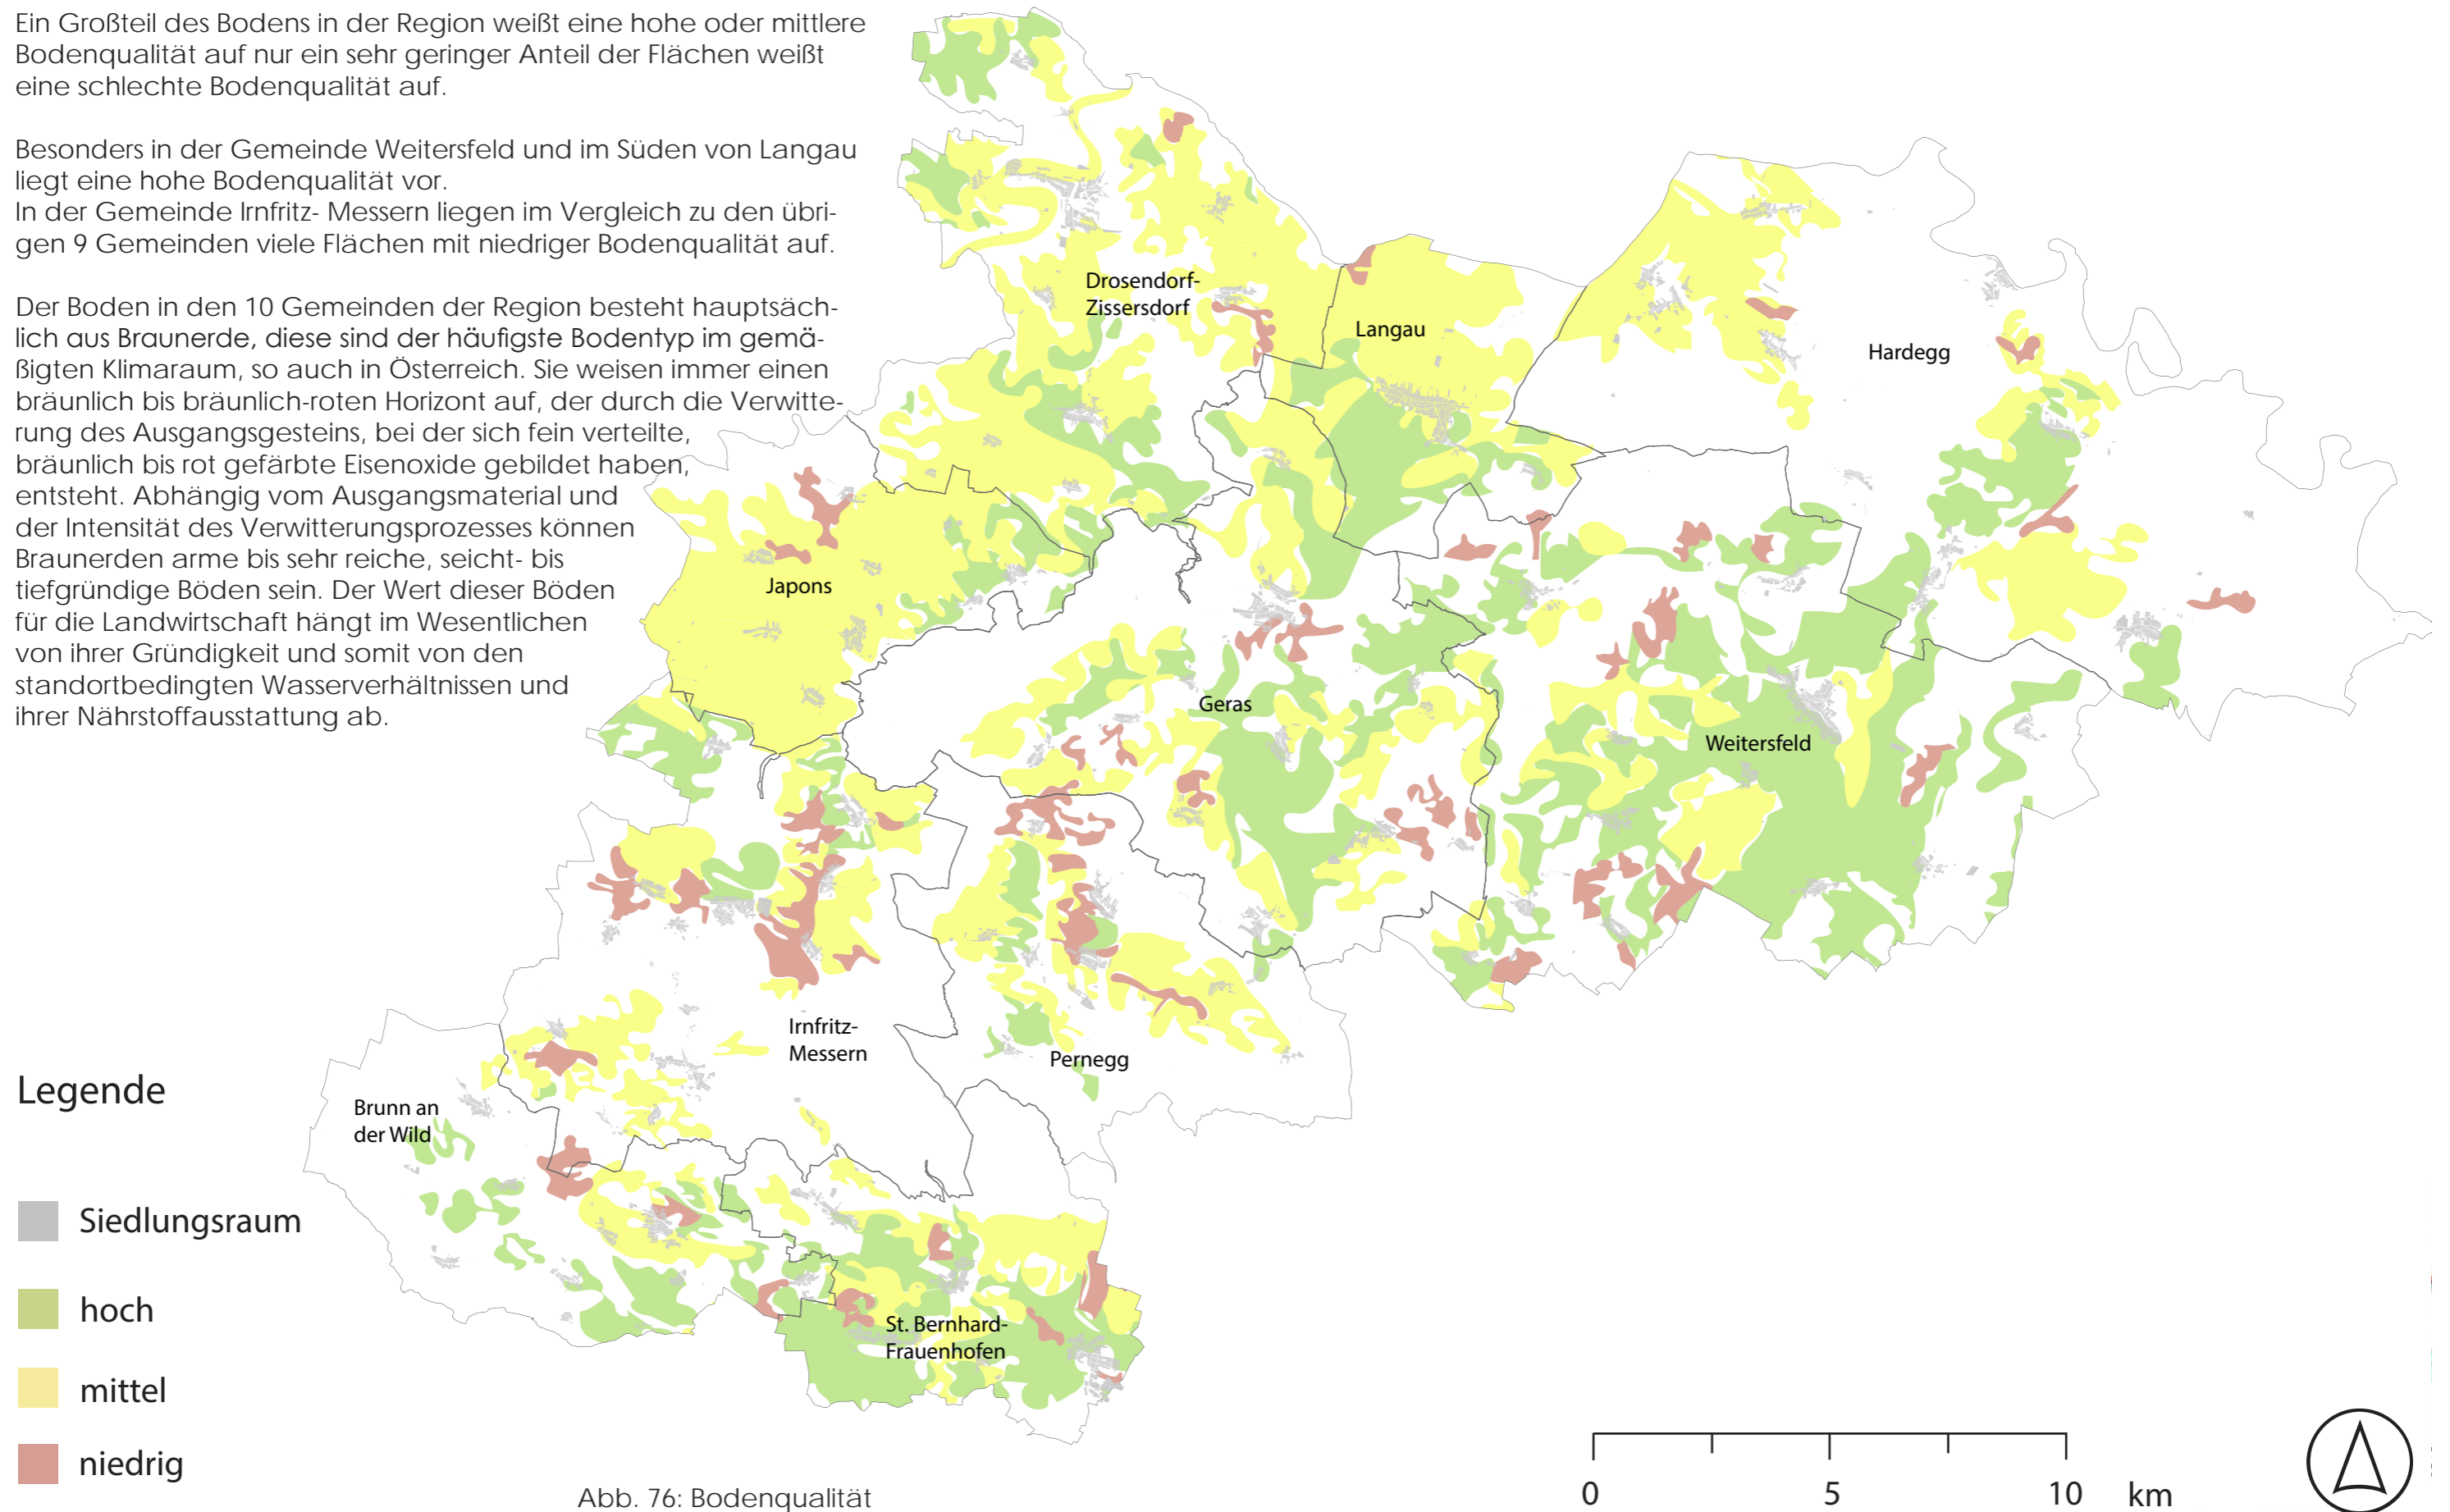 Ein Großteil des Bodens in der Region weißt eine hohe oder mittlere
Bodenqualität auf nur ein sehr geringer Anteil der Flächen weißt
eine schlechte Bodenqualität auf.
Besonders in der Gemeinde Weitersfeld und im Süden von Langau
liegt eine hohe Bodenqualität vor.
In der Gemeinde Irnfritz- Messern liegen im Vergleich zu den übri-
gen 9 Gemeinden viele Flächen mit niedriger Bodenqualität auf.
Der Boden in den 10 Gemeinden der Region besteht hauptsäch-
lich aus Braunerde, diese sind der häufigste Bodentyp im gemä-
ßigten Klimaraum, so auch in Österreich. Sie weisen immer einen
bräunlich bis bräunlich-roten Horizont auf, der durch die Verwitte-
rung des Ausgangsgesteins, bei der sich fein verteilte,
bräunlich bis rot gefärbte Eisenoxide gebildet haben,
entsteht. Abhängig vom Ausgangsmaterial und
der Intensität des Verwitterungsprozesses können
Braunerden arme bis sehr reiche, seicht- bis
tiefgründige Böden sein. Der Wert dieser Böden
für die Landwirtschaft hängt im Wesentlichen
von ihrer Gründigkeit und somit von den
standortbedingten Wasserverhältnissen und
ihrer Nährstoffausstattung ab.
Drosendorf-
Zissersdorf
Langau
Hardegg
Japons
Geras
Weitersfeld
Irnfritz-
Messern
Pernegg
Brunn an
der Wild
St. Bernhard-
Frauenhofen
Legende
Siedlungsraum
hoch
mittel
niedrig
Abb. 76: Bodenqualität
0 5 10 km